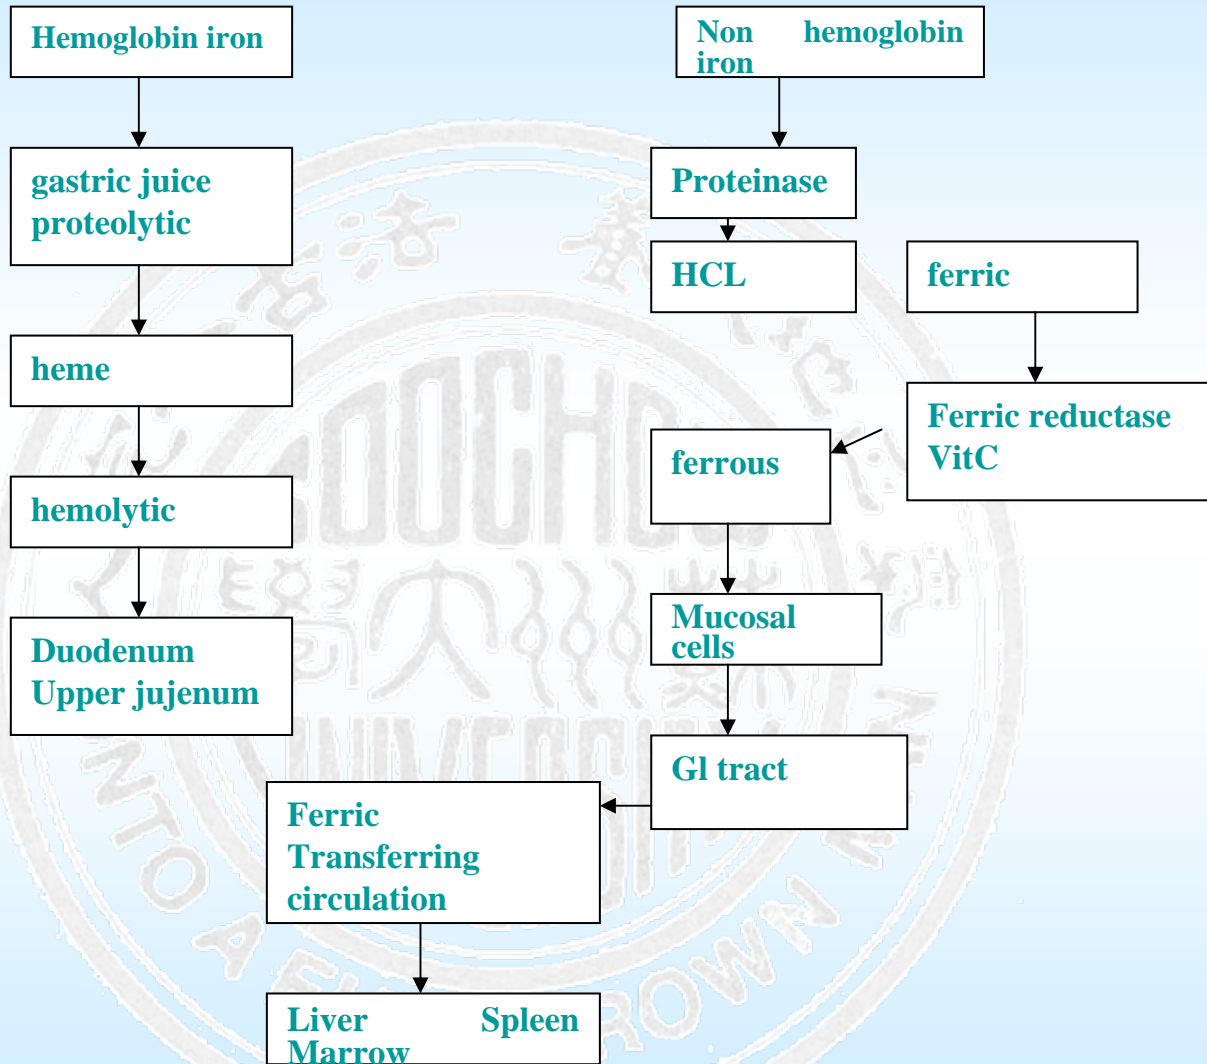 Hemoglobin iron
Non hemoglobin
iron
gastric juice
proteolytic
Proteinase
HCL
ferric
heme
Ferric reductase
VitC
ferrous
hemolytic
Mucosal
cells
Duodenum
Upper jujenum
Gl tract
Ferric
Transferring
circulation
Liver Spleen
Marrow